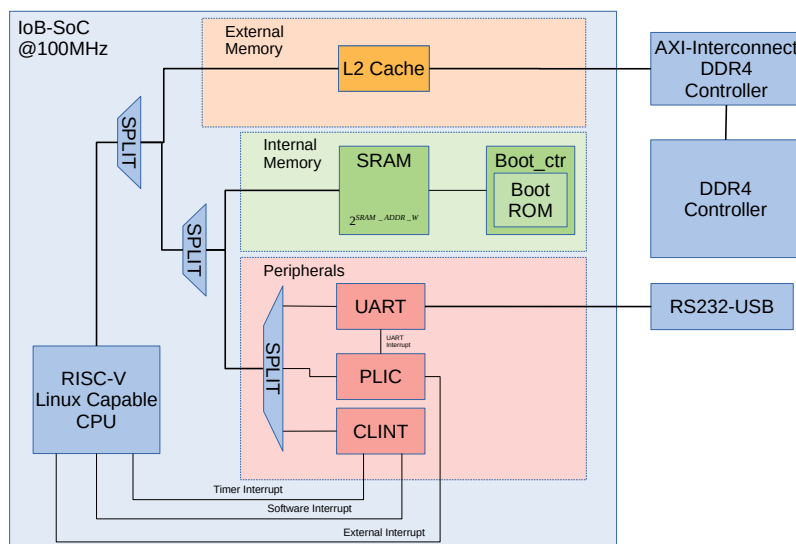 IoB-SoC
@100MHz
External
Memory
L2 Cache
AXI-Interconnect
DDR4
Controller
SPLIT
Internal
Memory
SRAM
2^SRAM_ADDR_W
Boot_ctr
Boot
ROM
DDR4
Controller
SPLIT
Peripherals
SPLIT
UART
RS232-USB
UART
Interrupt
PLIC
CLINT
RISC-V
Linux Capable
CPU
Timer Interrupt
Software Interrupt
External Interrupt